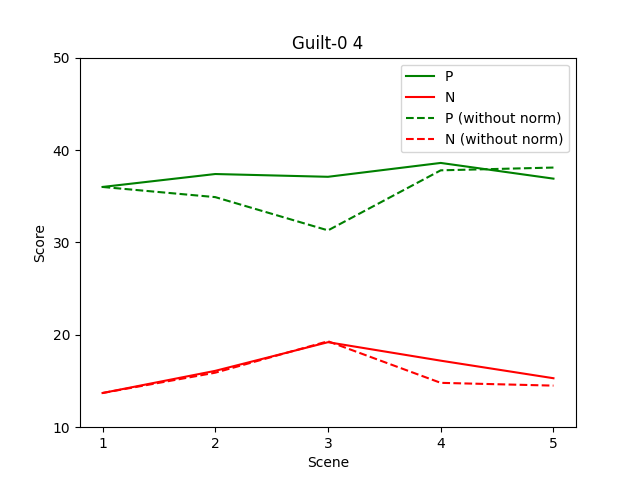 Guilt-0 4
50
40
30
20
10
Score
P
N
P (without norm)
N (without norm)
1 2 3 4 5
Scene